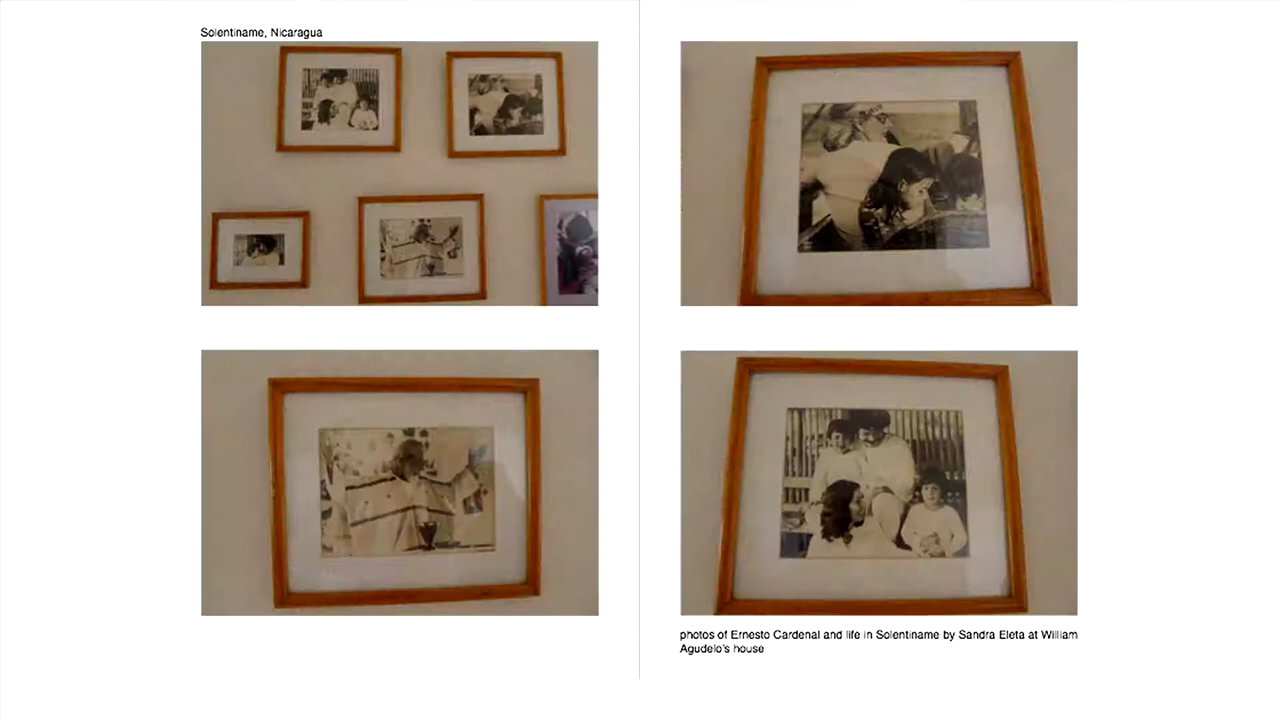 Solentiname, Nicaragua
photos of Ernesto Cardenal and life in Solentiname by Sandra Eleta at William
Agudelo's house